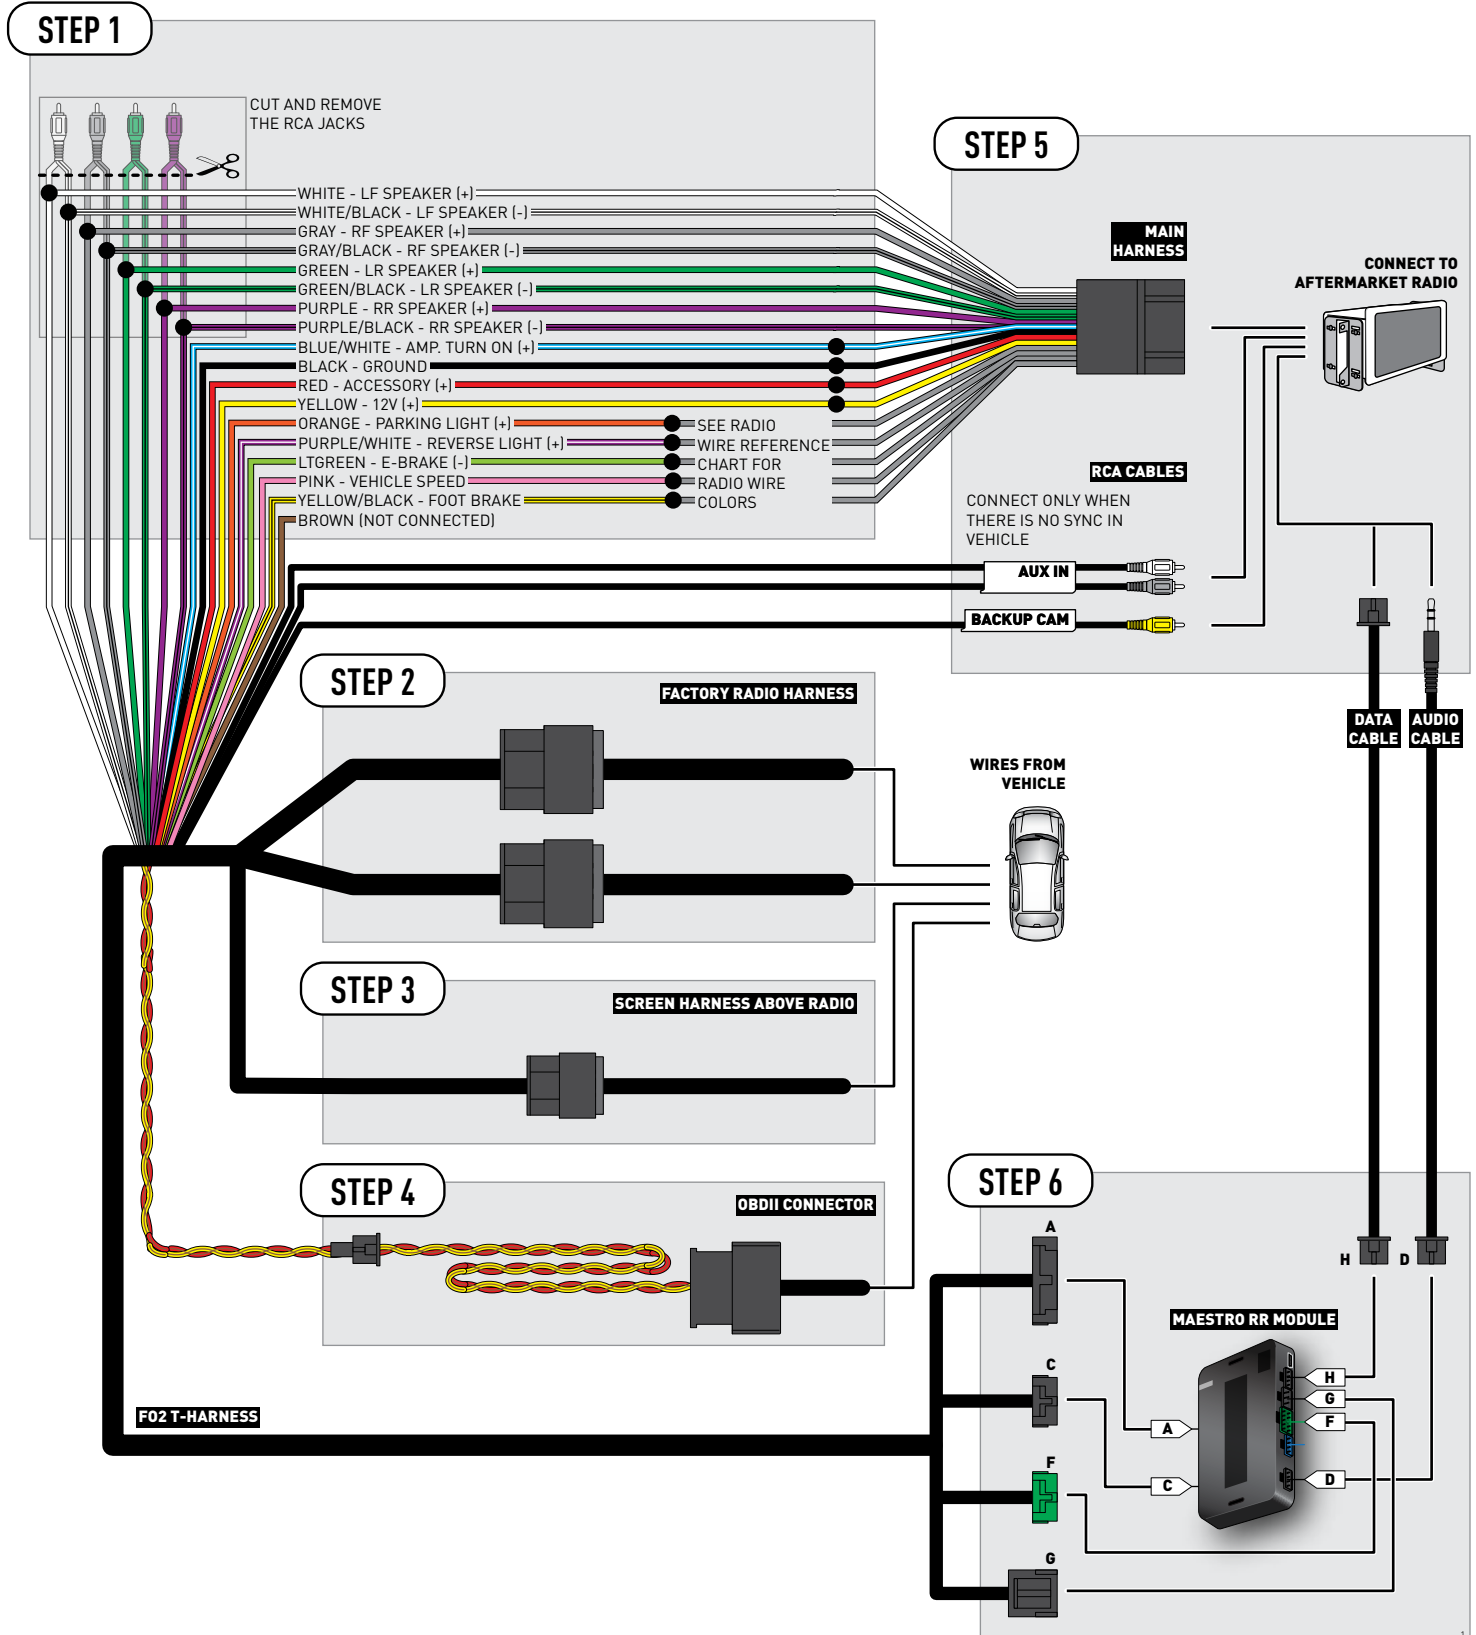 STEP 1
CUT AND REMOVE
THE RCA JACKS
WHITE - LF SPEAKER (+)
WHITE/BLACK - LF SPEAKER (-)
GRAY - RF SPEAKER (+)
GRAY/BLACK - RF SPEAKER (-)
GREEN - LR SPEAKER (+)
GREEN/BLACK - LR SPEAKER (-)
PURPLE - RR SPEAKER (+)
PURPLE/BLACK - RR SPEAKER (-)
BLUE/WHITE - AMP. TURN ON (+)
BLACK - GROUND
RED - ACCESSORY (+)
YELLOW - 12V (+)
ORANGE - PARKING LIGHT (+)
PURPLE/WHITE - REVERSE LIGHT (+)
LTGREEN - E-BRAKE (-)
PINK - VEHICLE SPEED
YELLOW/BLACK - FOOT BRAKE
BROWN (NOT CONNECTED)
SEE RADIO
WIRE REFERENCE
CHART FOR
RADIO WIRE
COLORS
STEP 5
MAIN
HARNESS
CONNECT TO
AFTERMARKET RADIO
RCA CABLES
CONNECT ONLY WHEN
THERE IS NO SYNC IN
VEHICLE
AUX IN
BACKUP CAM
DATA
CABLE
AUDIO
CABLE
STEP 2
FACTORY RADIO HARNESS
WIRES FROM
VEHICLE
STEP 3
SCREEN HARNESS ABOVE RADIO
STEP 4
OBDII CONNECTOR
FO2 T-HARNESS
STEP 6
A
C
F
G
H
D
MAESTRO RR MODULE
H
G
F
D
A
C
1